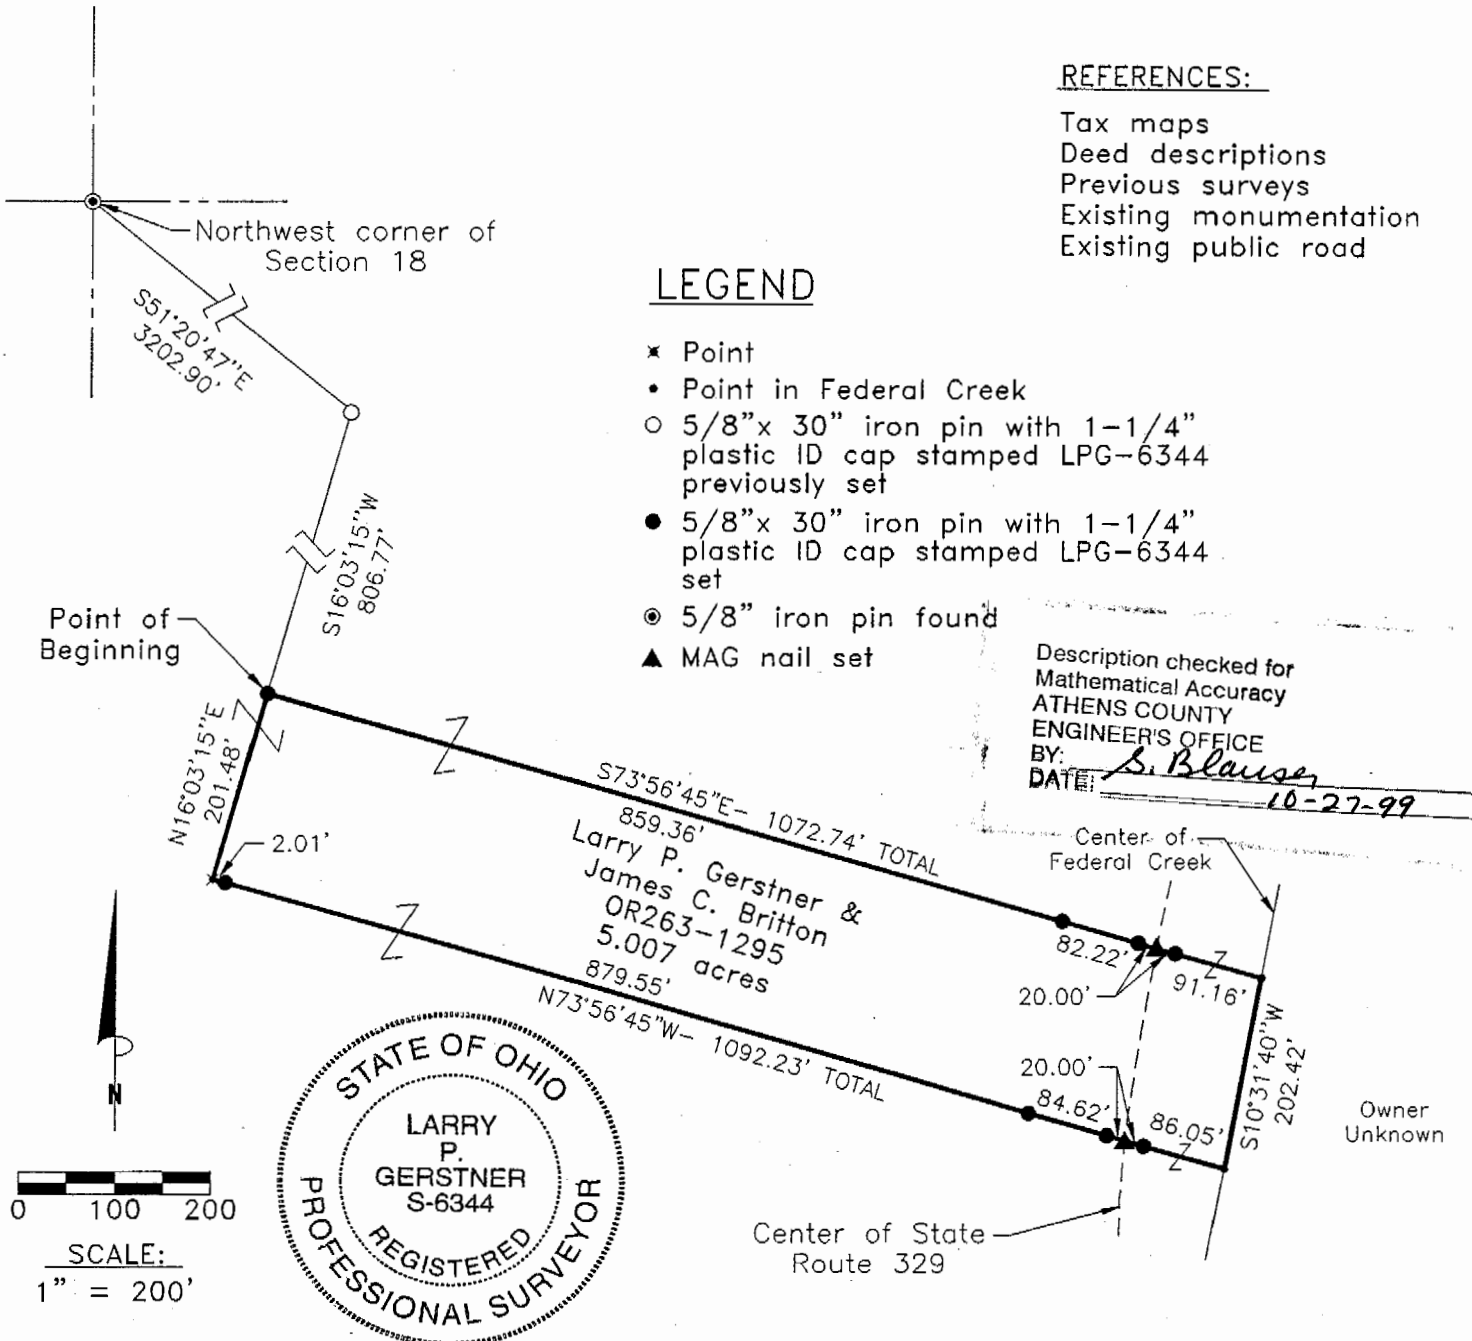 REFERENCES:
Tax maps
Deed descriptions
Previous surveys
Existing monumentation
Existing public road
Northwest corner of
Section 18
S51°20'47"E
3202.90'
LEGEND
Point
Point in Federal Creek
5/8"x 30" iron pin with 1-1/4"
plastic ID cap stamped LPG-6344
previously set
5/8"x 30" iron pin with 1-1/4"
plastic ID cap stamped LPG-6344
set
5/8" iron pin found
MAG nail set
S16°03'15"W
806.77'
Point of
Beginning
Description checked for
Mathematical Accuracy
ATHENS COUNTY
ENGINEER'S OFFICE
BY: S. Blauser
DATE: 10-27-99
N16°03'15"E
201.48'
2.01'
S73°56'45"E- 1072.74' TOTAL
859.36'
Larry P. Gerstner &
James C. Britton
OR263-1295
5.007 acres
879.55'
N73°56'45"W- 1092.23' TOTAL
Center of
Federal Creek
82.22'
20.00'
91.16'
S10°31'40"W
202.42'
20.00'
84.62'
86.05'
Owner
Unknown
Center of State
Route 329
N
0 100 200
SCALE:
1" = 200'
STATE OF OHIO
LARRY
P.
GERSTNER
S-6344
REGISTERED
PROFESSIONAL SURVEYOR